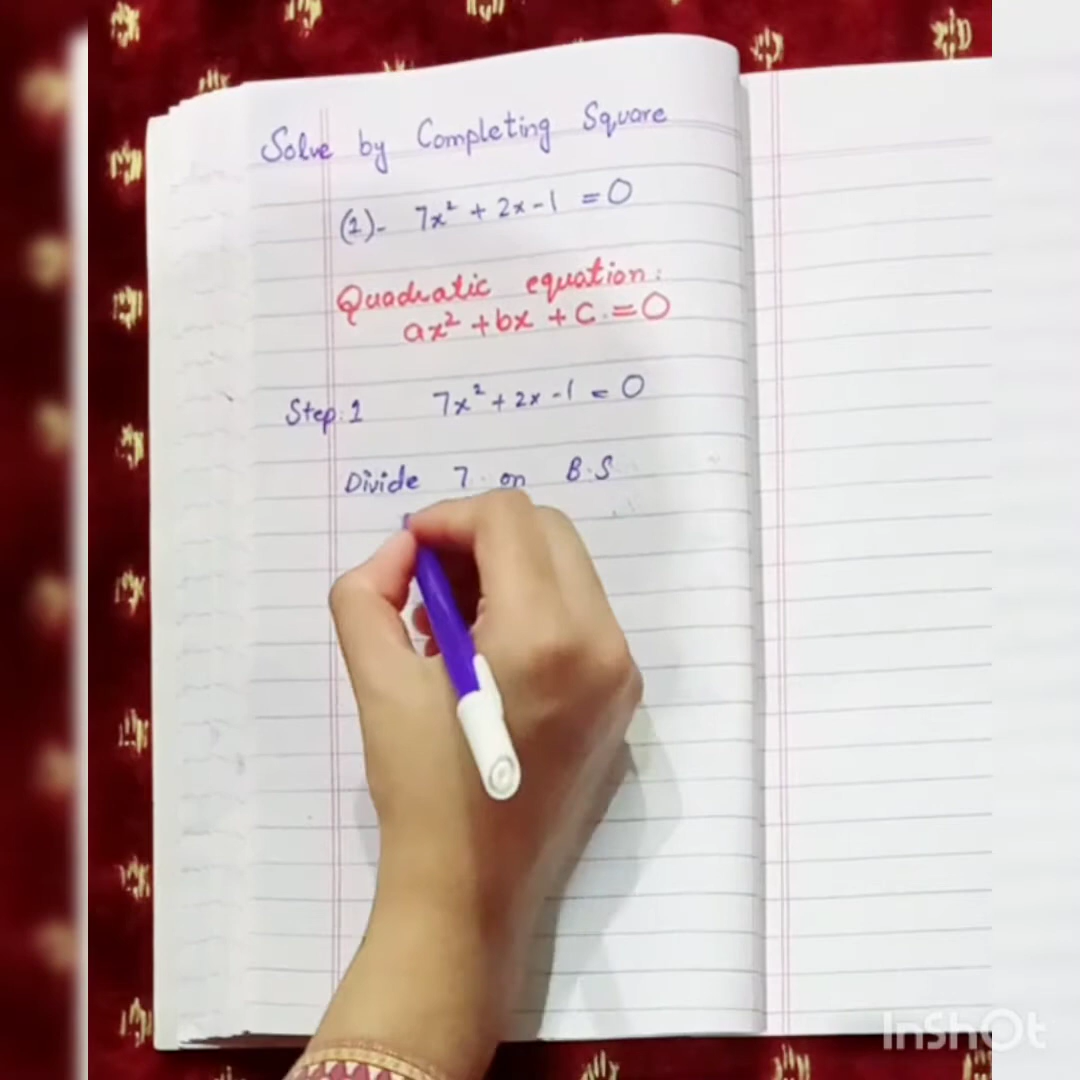 Solve by Completing Square
(1)- 7x² + 2x - 1 = 0
Quadratic equation:
ax² + bx + c. = 0
Step: 1 7x² + 2x - 1 = 0
Divide 7 on B.S
InShOt